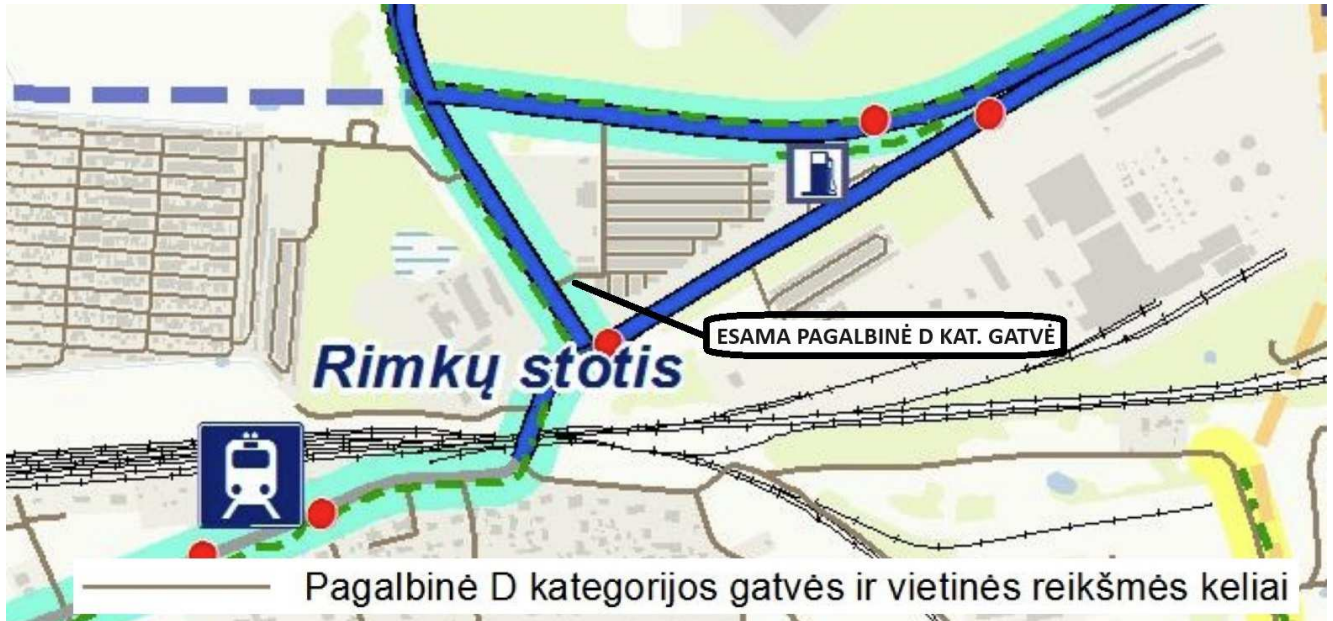 ESAMA PAGALBINĖ D KAT. GATVĖ
Rimkų stotis
Pagalbinė D kategorijos gatvės ir vietinės reikšmės keliai